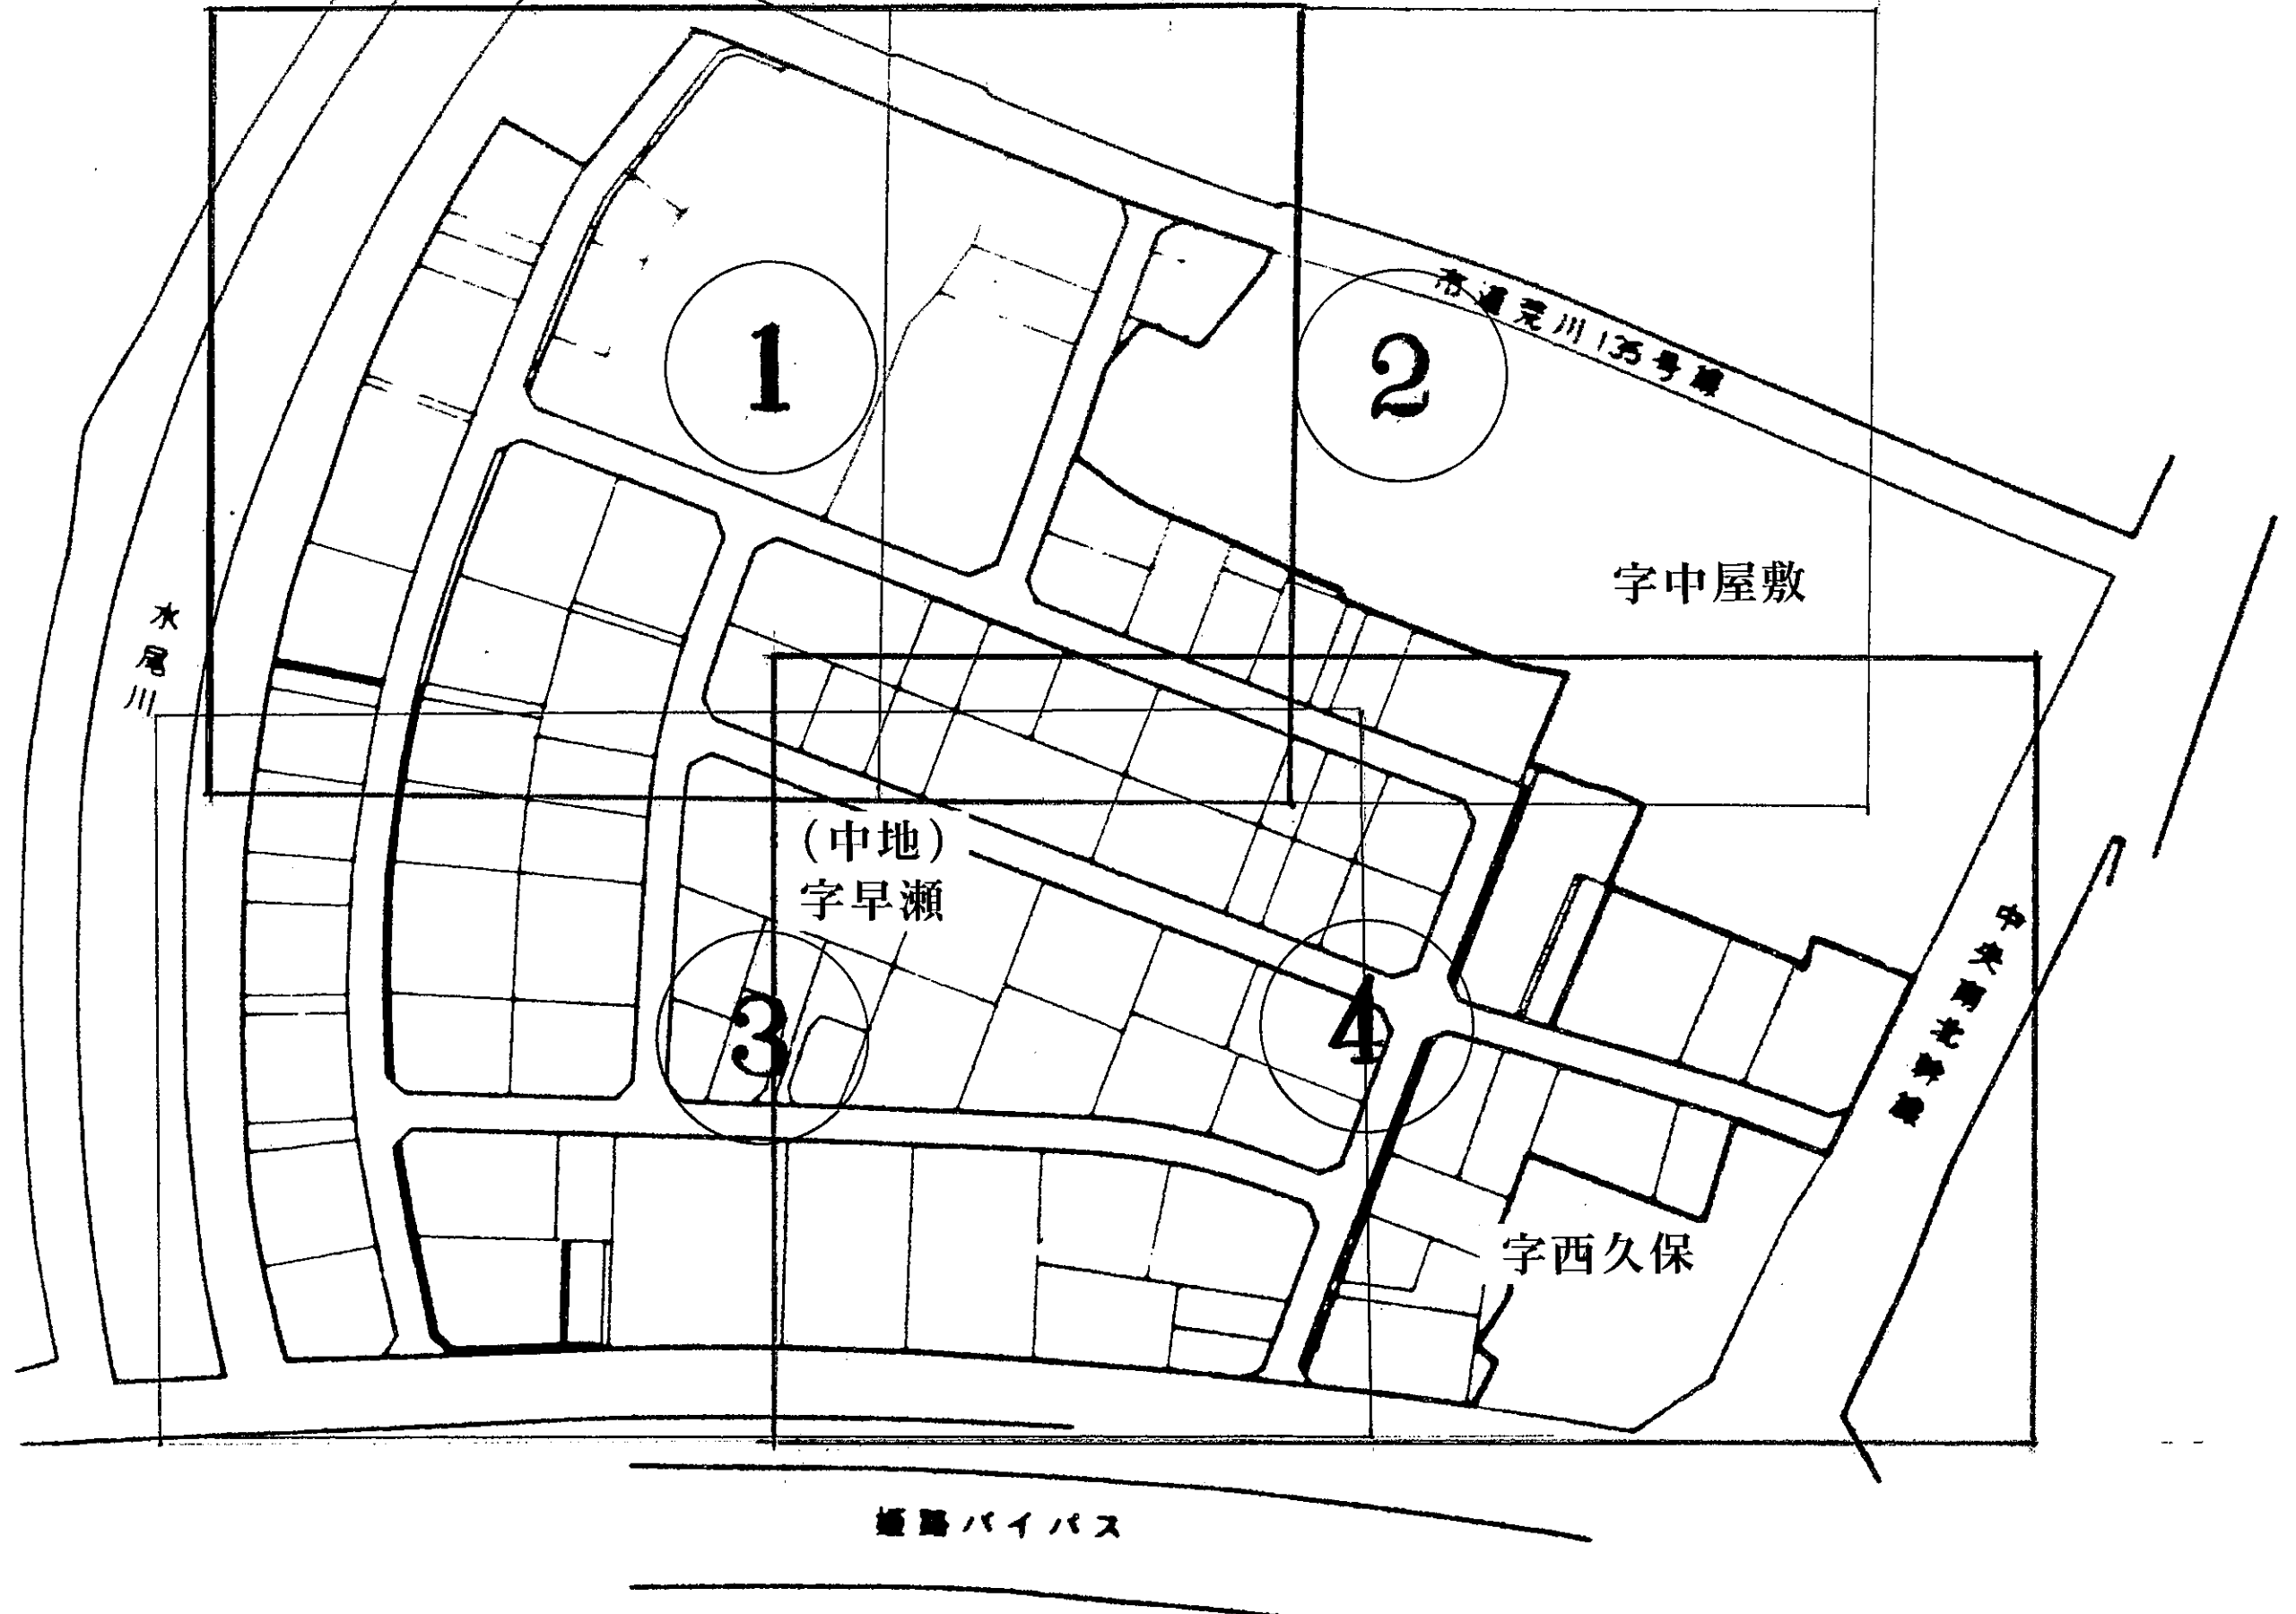 1
2
市道荒川135号線
字中屋敷
水尾川
(中地)
字早瀬
3
4
中央南北幹線
字西久保
姫路バイパス